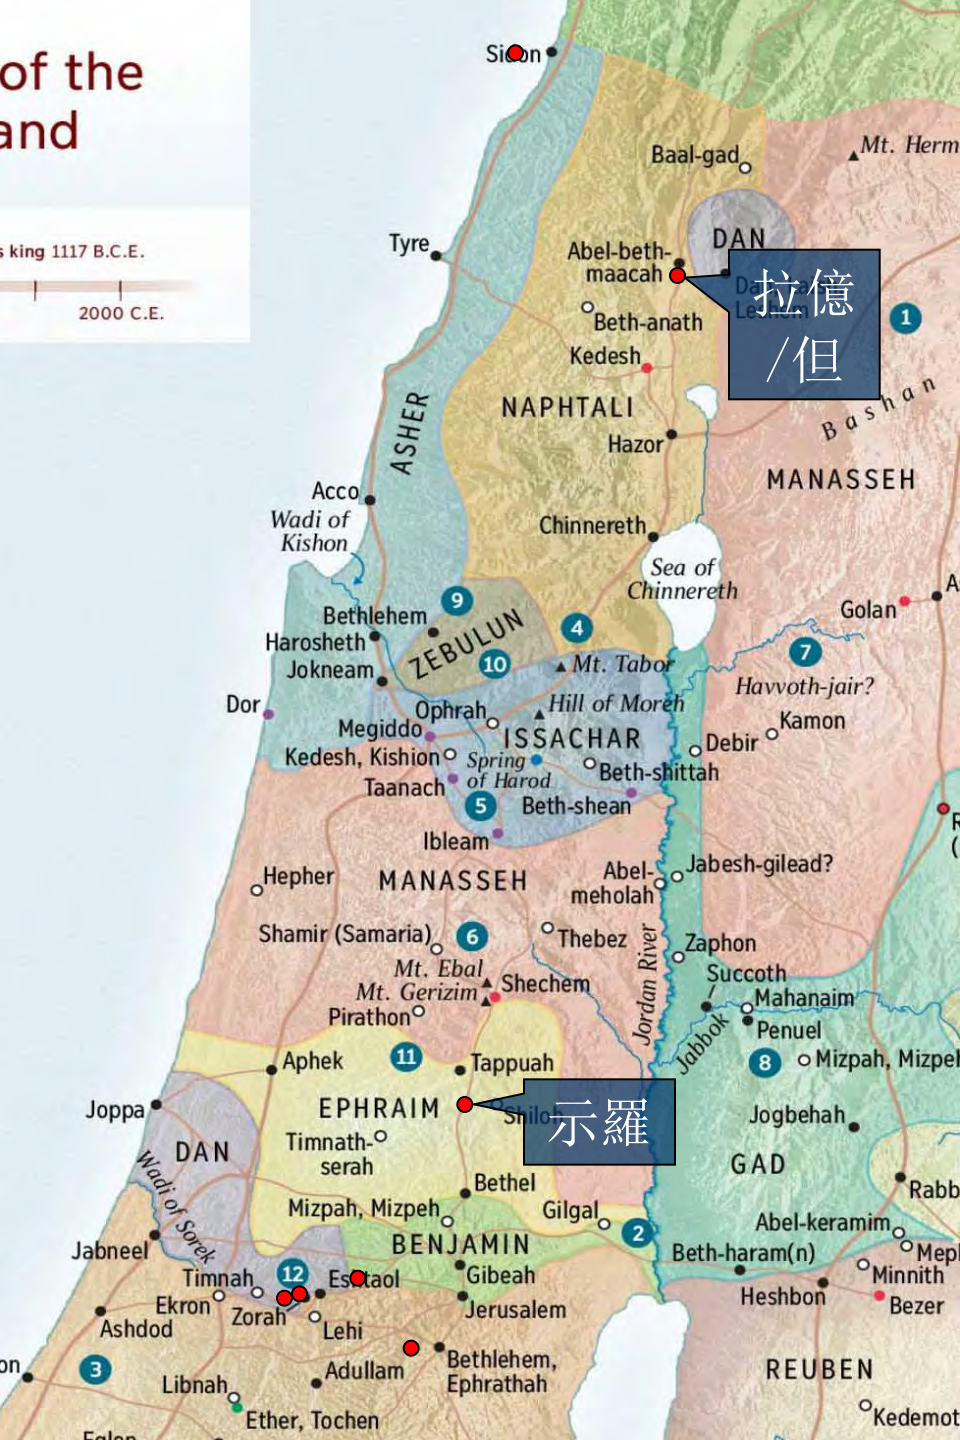 of the
and
s king 1117 B.C.E.
2000 C.E.
Sidon
Mt. Herm
Baal-gad
Tyre
DAN
Abel-beth-
maacah
拉億
/但
Beth-anath
1
Kedesh
Bashan
NAPHTALI
ASHER
Hazor
MANASSEH
Acco
Wadi of
Kishon
Chinnereth
Sea of
Chinnereth
Golan
A
9
Bethlehem
ZEBULUN
4
Harosheth
7
Jokneam
10
Mt. Tabor
Havvoth-jair?
Dor
Ophrah
Hill of Moreh
Kamon
Megiddo
ISSACHAR
Debir
Kedesh, Kishion
Spring
of Harod
Beth-shittah
Taanach
5
Beth-shean
Ibleam
R
(
Hepher
MANASSEH
Abel-
meholah
Jabesh-gilead?
Shamir (Samaria)
6
Thebez
Jordan River
Zaphon
Mt. Ebal
Succoth
Mt. Gerizim
Shechem
Mahanaim
Pirathon
Jabbok
Penuel
Aphek
11
Tappuah
8
Mizpah, Mizpeh
Joppa
EPHRAIM
Shiloh
示羅
Jogbehah
DAN
Timnath-
serah
GAD
Wadi of Sorek
Bethel
Rabb
Mizpah, Mizpeh
Gilgal
2
Abel-keramim
Jabneel
BENJAMIN
Beth-haram(n)
Mep
Timnah
12
Eshtaol
Gibeah
Minnith
Ekron
Zorah
Jerusalem
Heshbon
Bezer
Ashdod
Lehi
on
3
Adullam
Bethlehem,
Ephrathah
REUBEN
Libnah
Ether, Tochen
Kedemot
Eglon